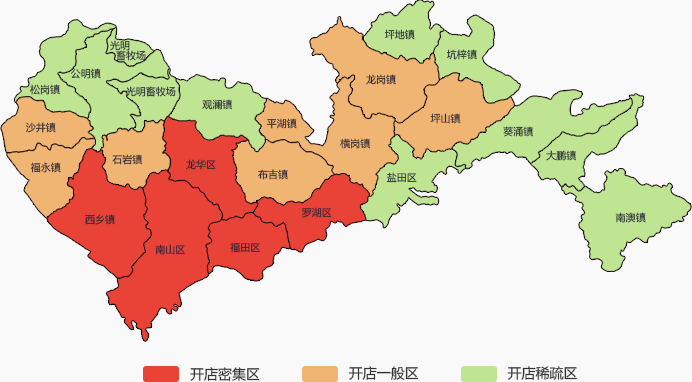 坪地镇
光明
畜牧场
坑梓镇
公明镇
龙岗镇
松岗镇
光明畜牧场
观澜镇
坪山镇
沙井镇
平湖镇
葵涌镇
横岗镇
石岩镇
大鹏镇
龙华区
福永镇
布吉镇
盐田区
罗湖区
西乡镇
南澳镇
南山区
福田区
开店密集区
开店一般区
开店稀疏区